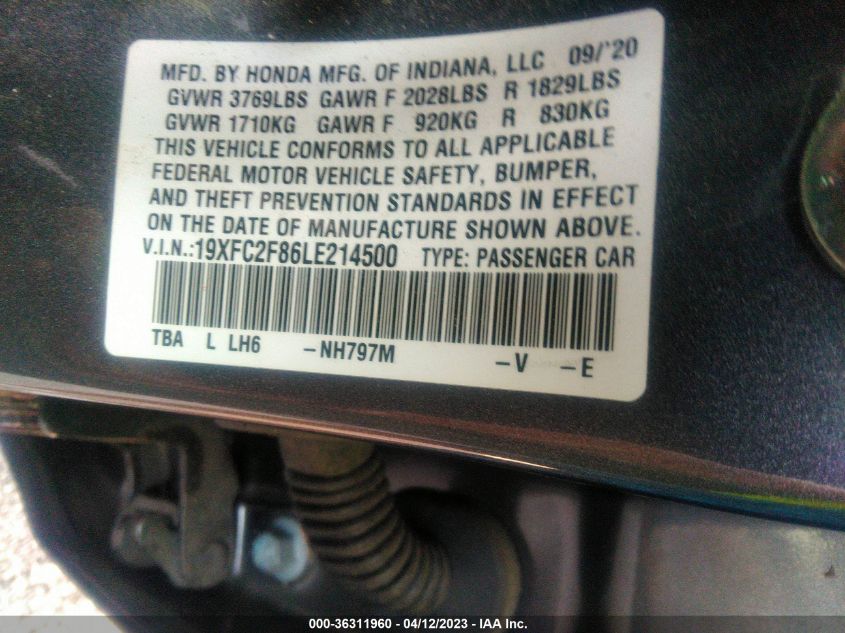 MFD. BY HONDA MFG. OF INDIANA, LLC 09/'20
GVWR 3769LBS GAWR F 2028LBS R 1829LBS
GVWR 1710KG GAWR F 920KG R 830KG
THIS VEHICLE CONFORMS TO ALL APPLICABLE
FEDERAL MOTOR VEHICLE SAFETY, BUMPER,
AND THEFT PREVENTION STANDARDS IN EFFECT
ON THE DATE OF MANUFACTURE SHOWN ABOVE.
V.I.N.:19XFC2F86LE214500 TYPE: PASSENGER CAR
TBA L LH6 -NH797M -V -E
000-36311960 - 04/12/2023 - IAA Inc.